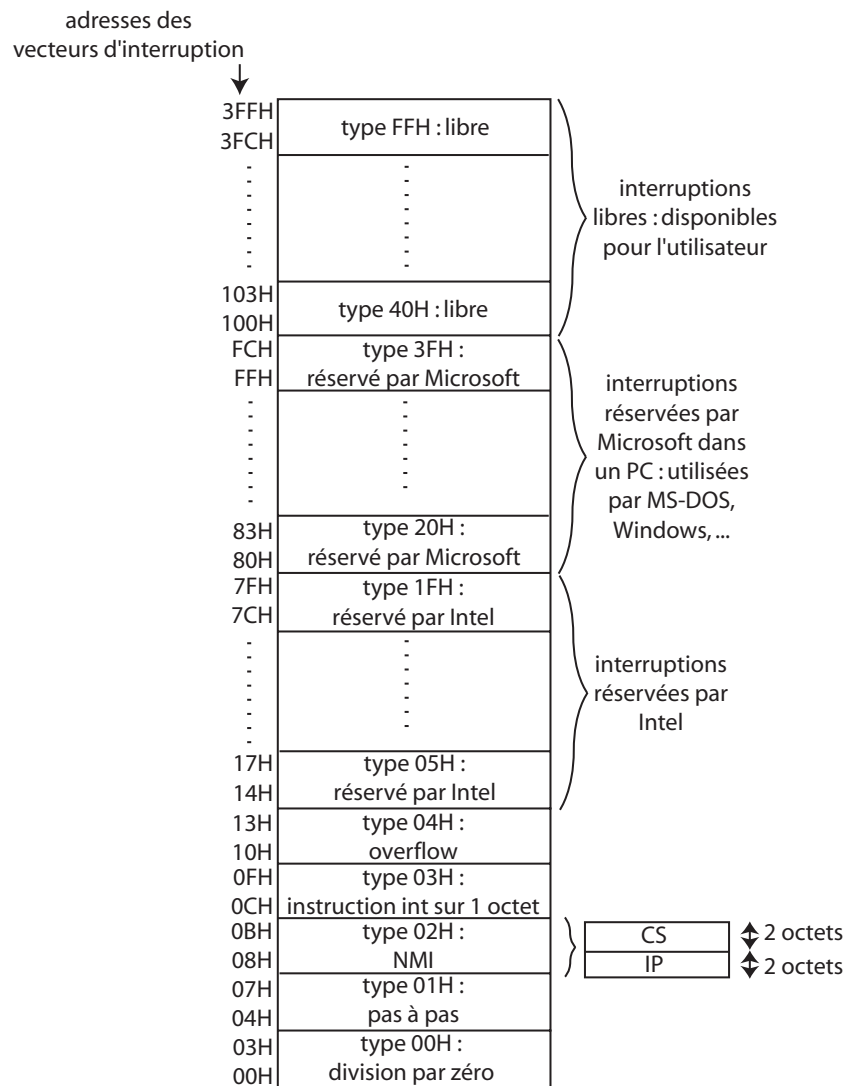 adresses des
vecteurs d'interruption
3FFH
type FFH : libre
3FCH
interruptions
libres : disponibles
pour l'utilisateur
103H
type 40H : libre
100H
FCH
type 3FH :
FFH
réservé par Microsoft
interruptions
réservées par
Microsoft dans
un PC : utilisées
par MS-DOS,
Windows, ...
83H
type 20H :
80H
réservé par Microsoft
7FH
type 1FH :
7CH
réservé par Intel
interruptions
réservées par
Intel
17H
type 05H :
14H
réservé par Intel
13H
type 04H :
10H
overflow
0FH
type 03H :
0CH
instruction int sur 1 octet
0BH
type 02H :
08H
NMI
CS
2 octets
IP
2 octets
07H
type 01H :
04H
pas à pas
03H
type 00H :
00H
division par zéro